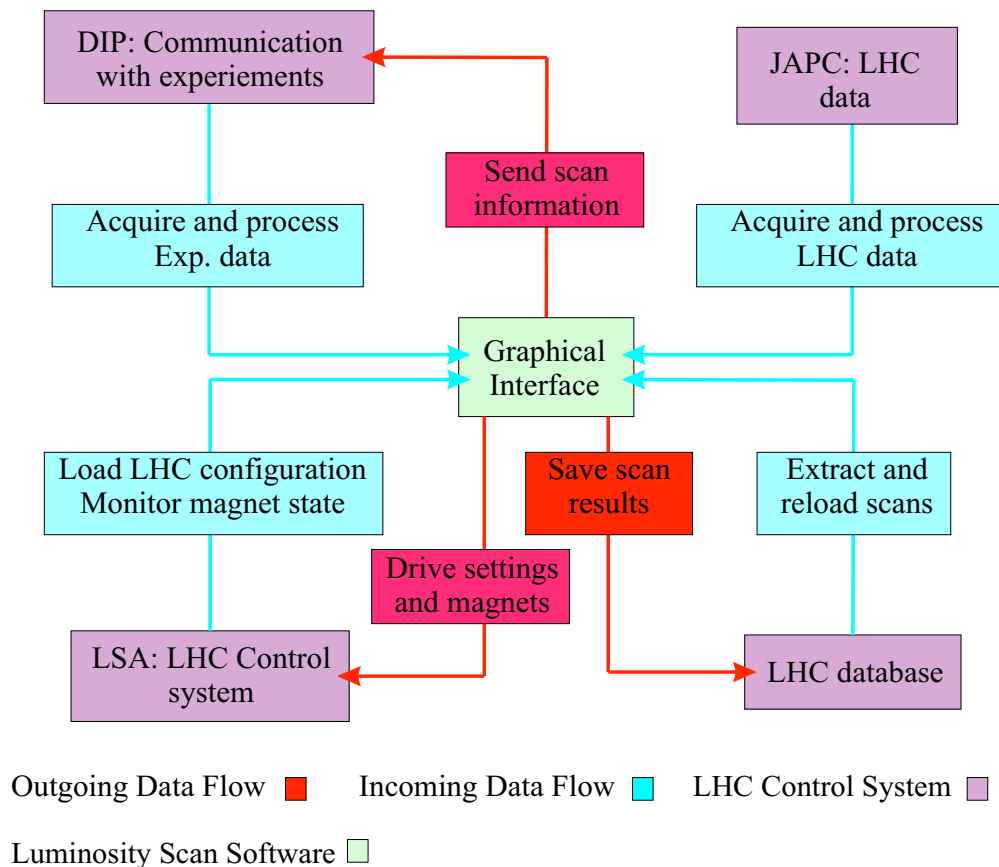 DIP: Communication
with experiements
JAPC: LHC
data
Send scan
information
Acquire and process
Exp. data
Acquire and process
LHC data
Graphical
Interface
Load LHC configuration
Monitor magnet state
Save scan
results
Extract and
reload scans
Drive settings
and magnets
LSA: LHC Control
system
LHC database
Outgoing Data Flow
Incoming Data Flow
LHC Control System
Luminosity Scan Software